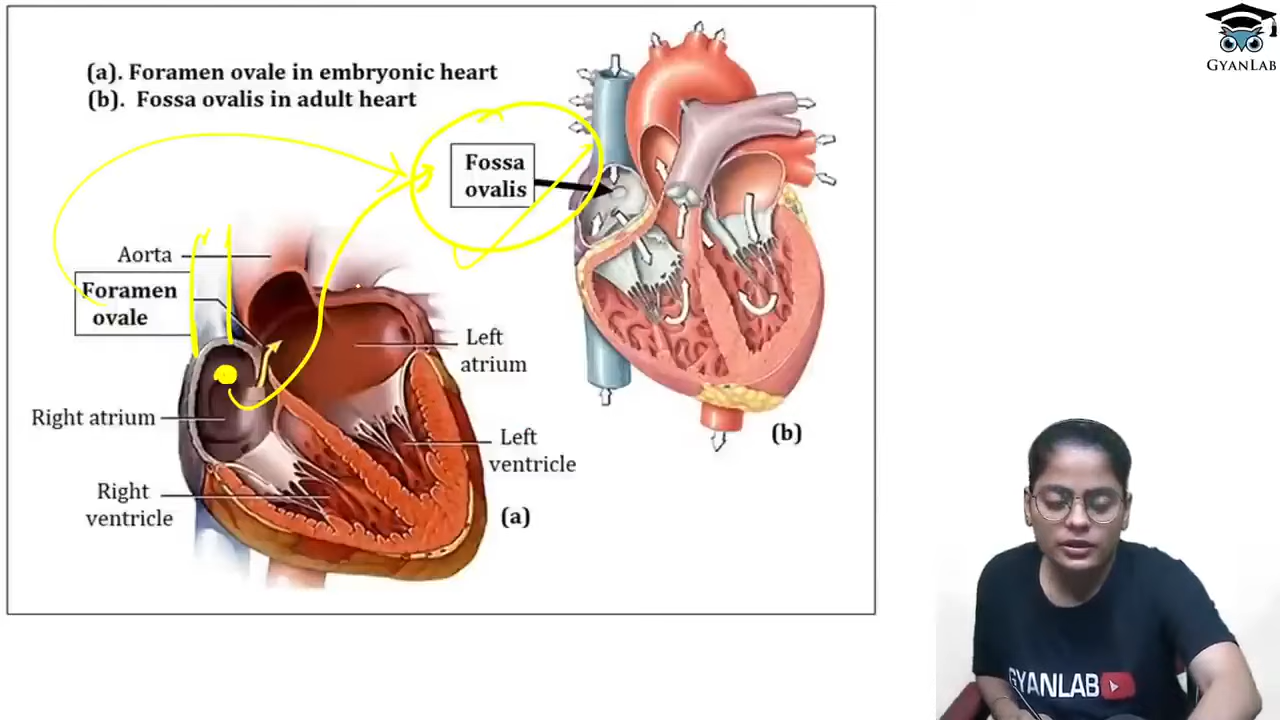 (a). Foramen ovale in embryonic heart
(b). Fossa ovalis in adult heart
GYANLAB
Fossa
ovalis
Aorta
Foramen
ovale
Left
atrium
Right atrium
Left
ventricle
(b)
Right
ventricle
(a)
GYANLAB